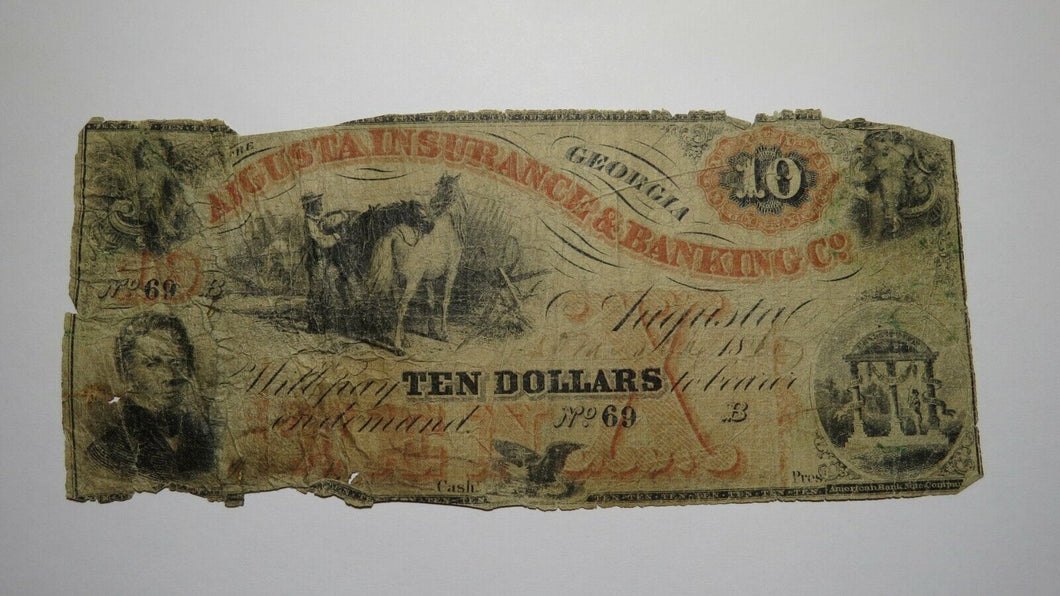 THE
AUGUSTA INSURANCE & BANKING Co
GEORGIA
10
No 69 B
Augusta
18
Will pay TEN DOLLARS to bearer
on demand. No 69 B
Cash.
Pres
American Bank Note Company